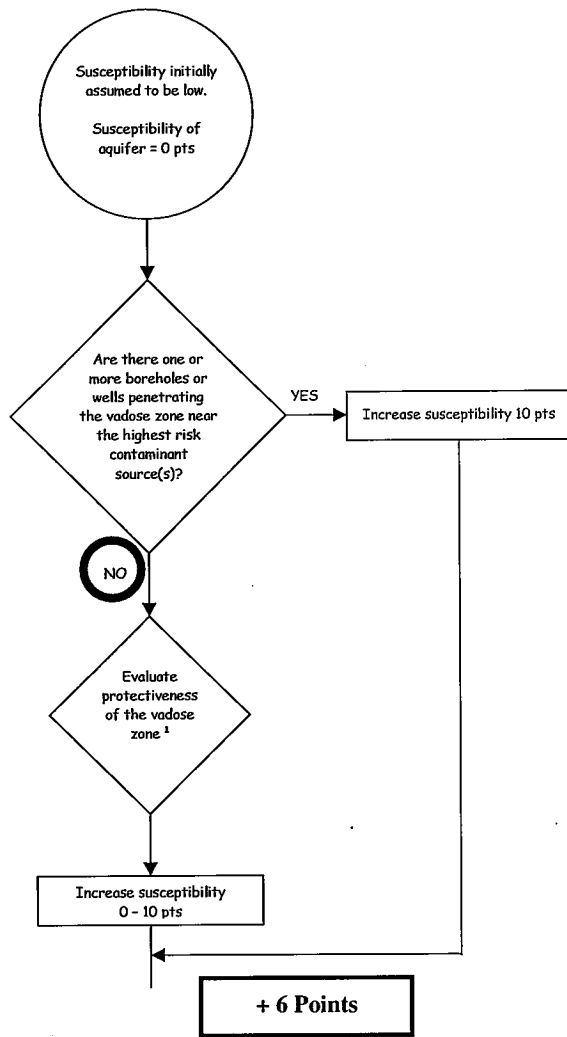 Susceptibility initially
assumed to be low.
Susceptibility of
aquifer = 0 pts
Are there one or
more boreholes or
wells penetrating
the vadose zone near
the highest risk
contaminant
source(s)?
YES
Increase susceptibility 10 pts
NO
Evaluate
protectiveness
of the vadose
zone ¹
Increase susceptibility
0 – 10 pts
+ 6 Points